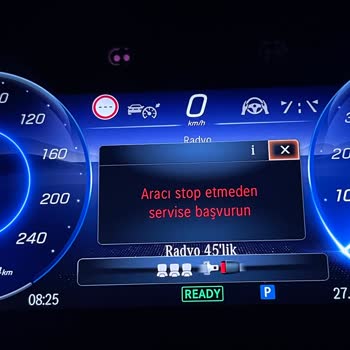 0
km/h
120
160
200
240
km
Radyo
i
Aracı stop etmeden
servise başvurun
Radyo 45'lik
08:25
READY
P
27.